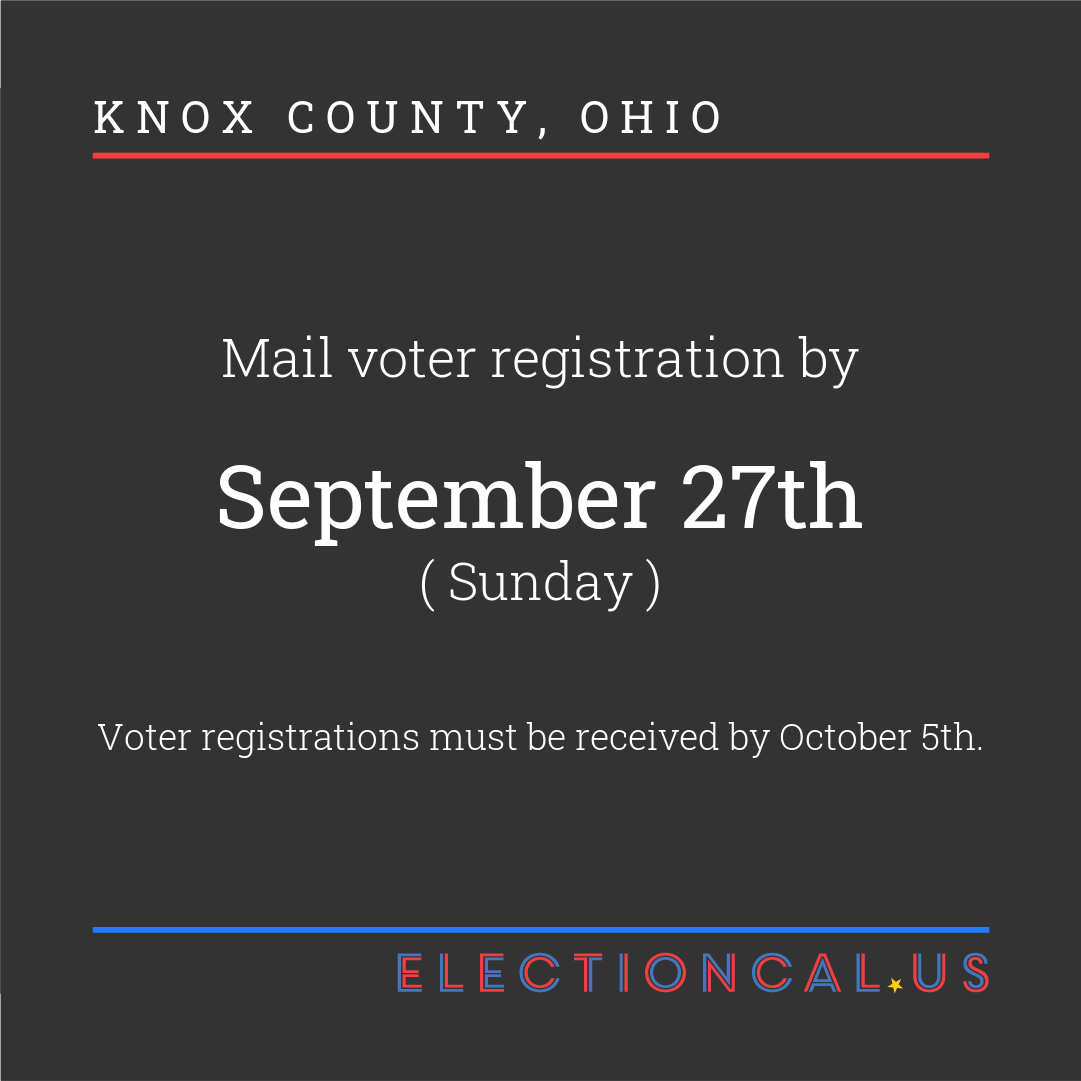 KNOX COUNTY, OHIO
Mail voter registration by
September 27th
( Sunday )
Voter registrations must be received by October 5th.
ELECTIONCAL.US